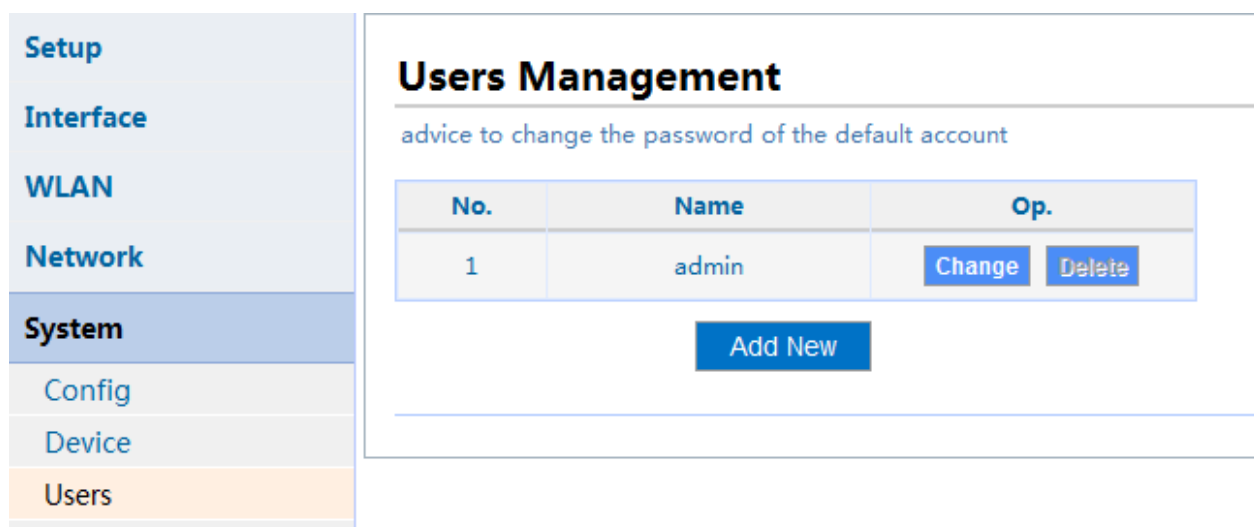 Setup
Interface
WLAN
Network
System
Config
Device
Users
Users Management
advice to change the password of the default account
No. Name Op.
1 admin Change Delete
Add New